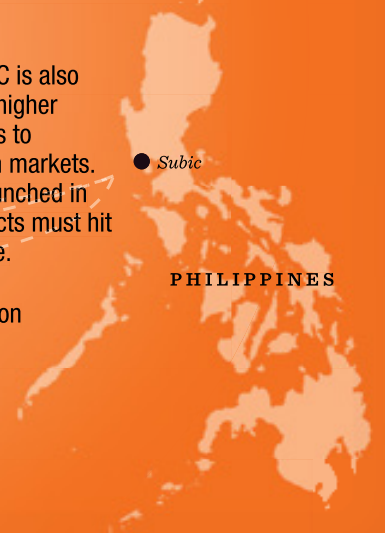 C is also
higher
s to
n markets.
unched in
cts must hit
e.
on
Subic
PHILIPPINES